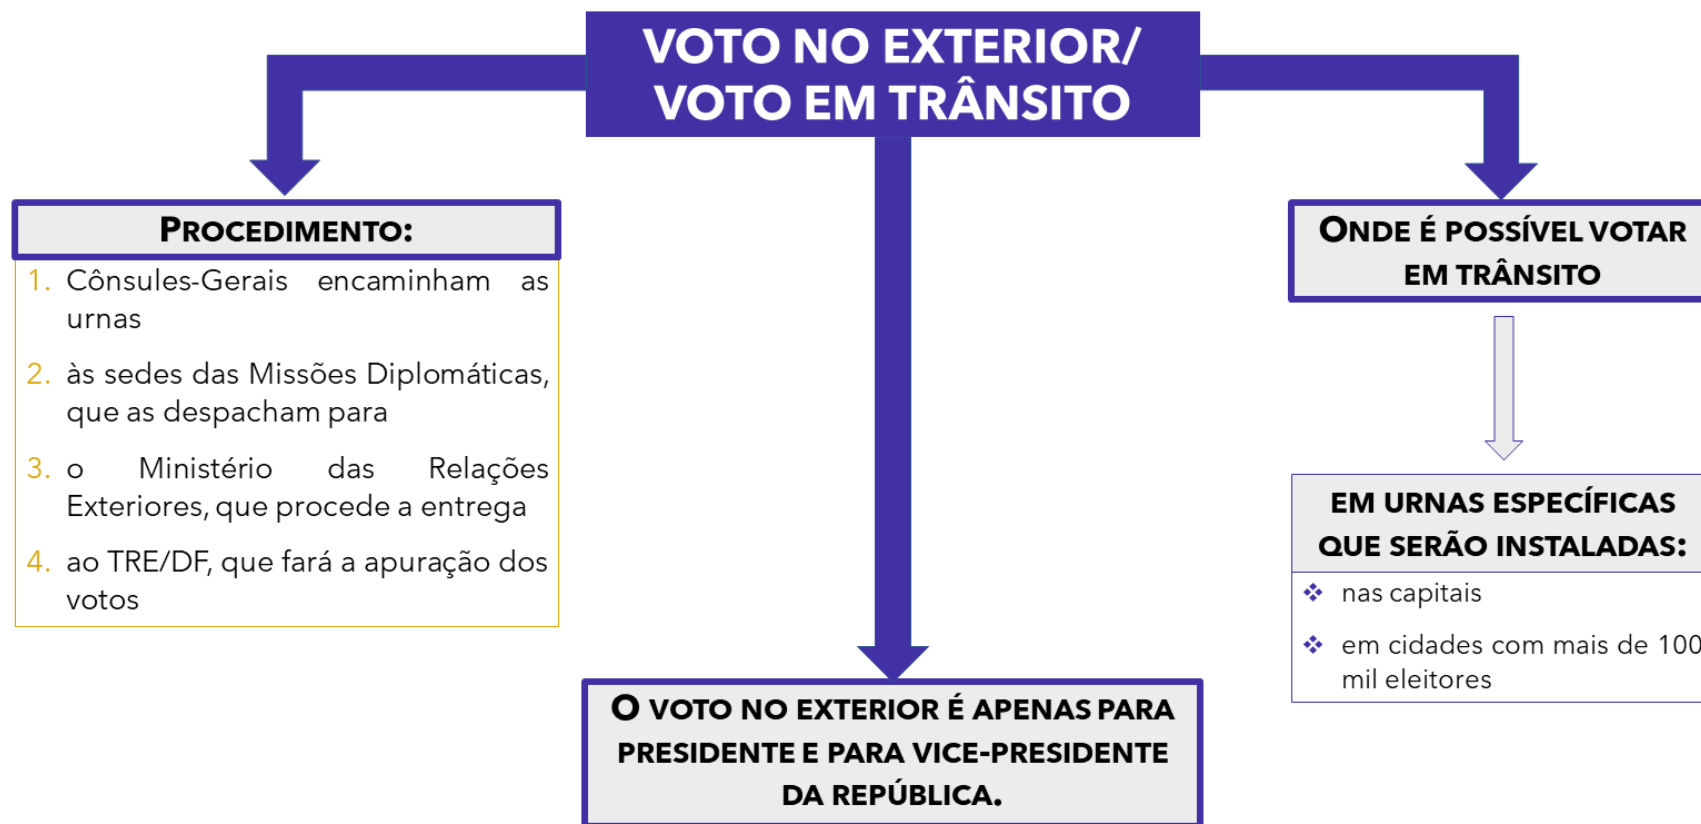 VOTO NO EXTERIOR/
VOTO EM TRÂNSITO
PROCEDIMENTO:
1. Cônsules-Gerais encaminham as
urnas
2. às sedes das Missões Diplomáticas,
que as despacham para
3. o Ministério das Relações
Exteriores, que procede a entrega
4. ao TRE/DF, que fará a apuração dos
votos
O VOTO NO EXTERIOR É APENAS PARA
PRESIDENTE E PARA VICE-PRESIDENTE
DA REPÚBLICA.
ONDE É POSSÍVEL VOTAR
EM TRÂNSITO
EM URNAS ESPECÍFICAS
QUE SERÃO INSTALADAS:
❖ nas capitais
❖ em cidades com mais de 100
mil eleitores